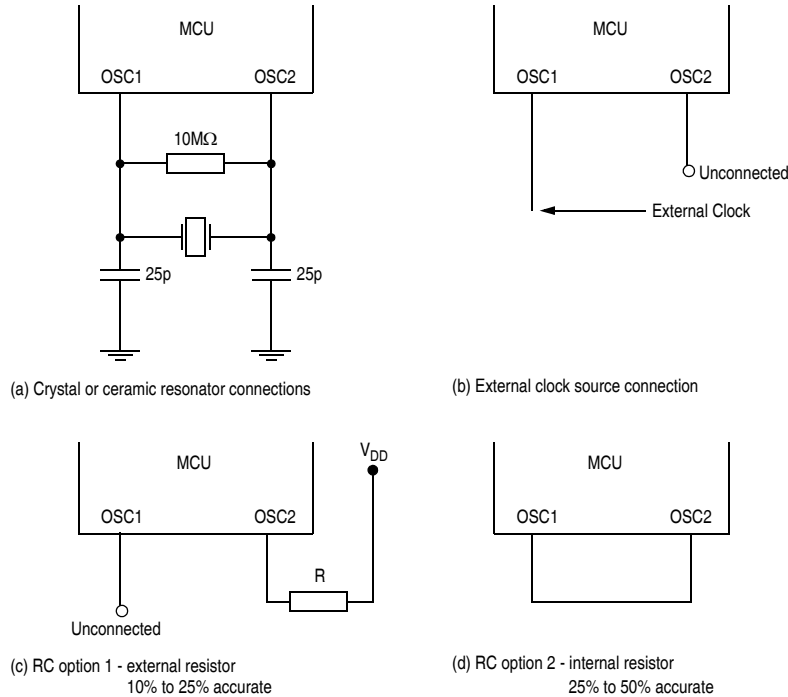 MCU
OSC1 OSC2
10MΩ
25p 25p
(a) Crystal or ceramic resonator connections
MCU
OSC1 OSC2
Unconnected
External Clock
(b) External clock source connection
MCU
VDD
OSC1 OSC2
R
Unconnected
(c) RC option 1 - external resistor
10% to 25% accurate
MCU
OSC1 OSC2
(d) RC option 2 - internal resistor
25% to 50% accurate